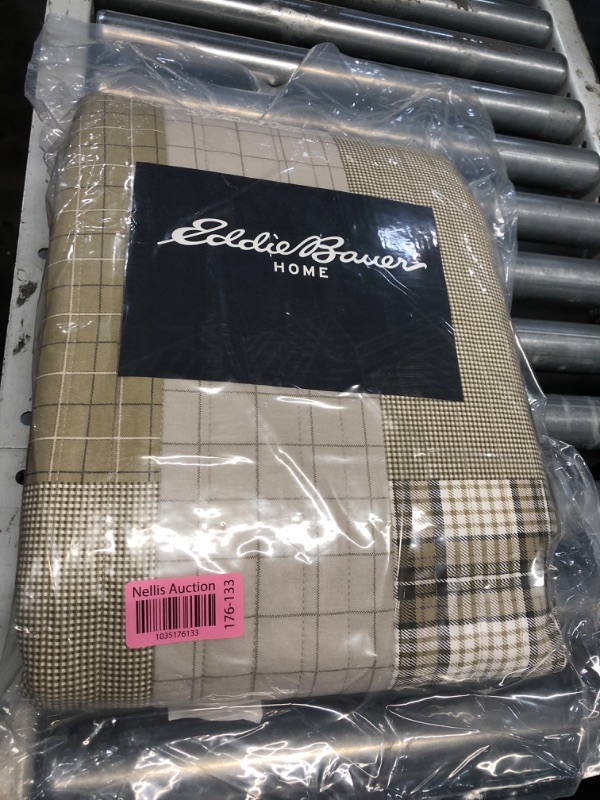 Eddie Bauer
HOME
Nellis Auction
1035176133
176-133